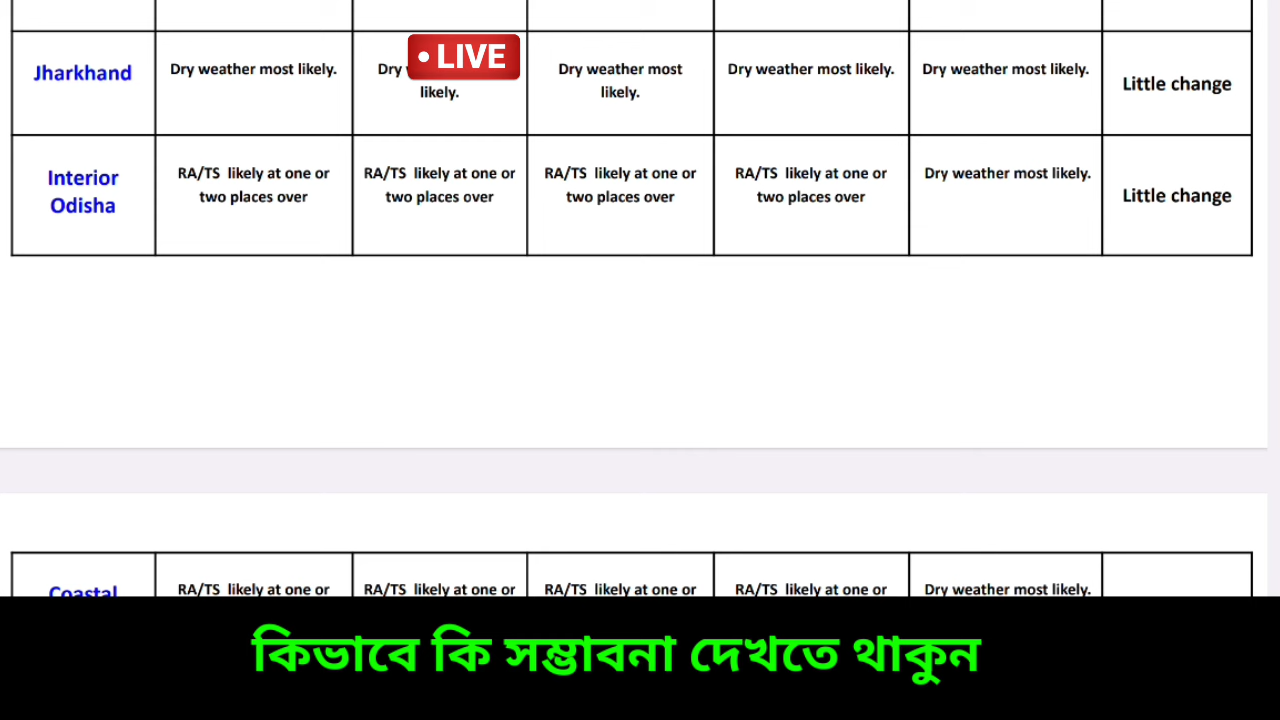 Jharkhand
Dry weather most likely.
Dry
likely.
Dry weather most
likely.
Dry weather most likely.
Dry weather most likely.
Little change
• LIVE
Interior
Odisha
RA/TS likely at one or
two places over
RA/TS likely at one or
two places over
RA/TS likely at one or
two places over
RA/TS likely at one or
two places over
Dry weather most likely.
Little change
Coastal
RA/TS likely at one or
RA/TS likely at one or
RA/TS likely at one or
RA/TS likely at one or
Dry weather most likely.
কিভাবে কি সম্ভাবনা দেখতে থাকুন